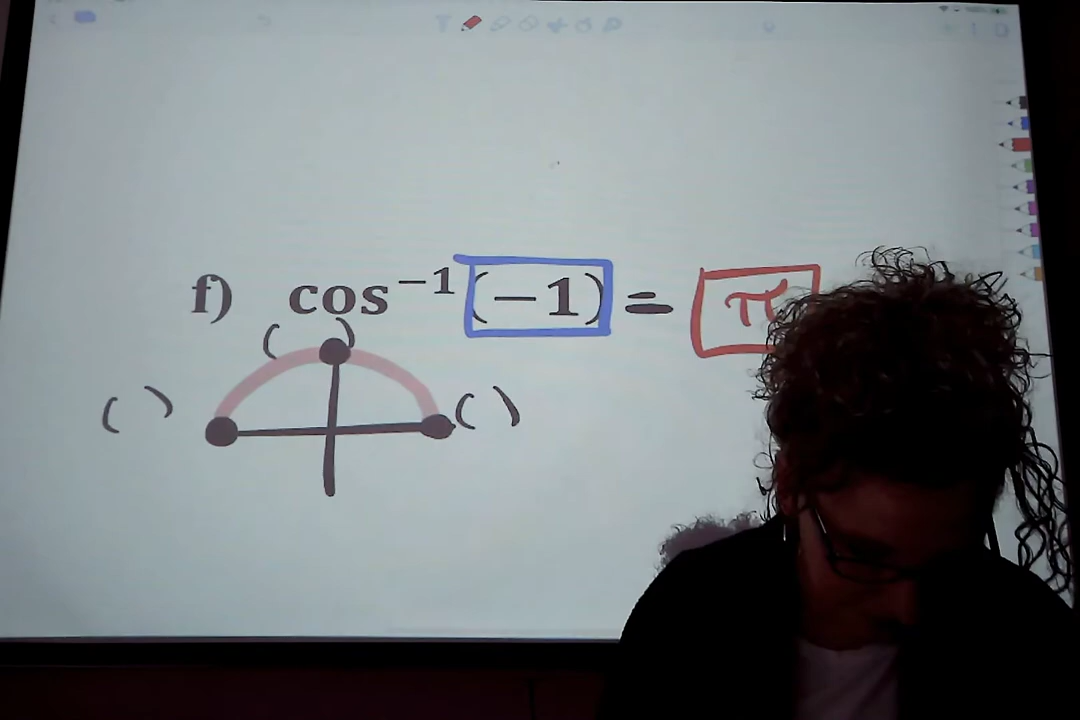 f) cos⁻¹(−1) = π
( )
( ) ( )